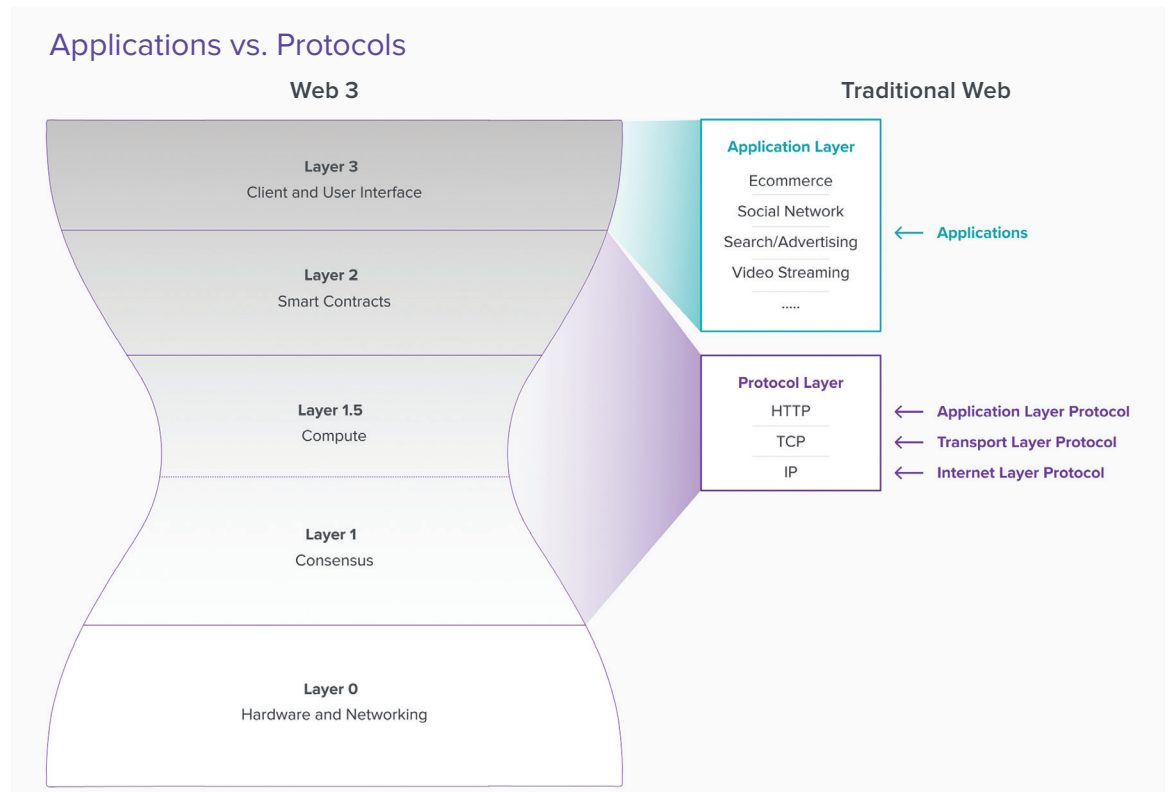 Applications vs. Protocols
Web 3
Traditional Web
Layer 3
Client and User Interface
Layer 2
Smart Contracts
Layer 1.5
Compute
Layer 1
Consensus
Layer 0
Hardware and Networking
Application Layer
Ecommerce
Social Network
Search/Advertising
Video Streaming
.....
Applications
Protocol Layer
HTTP
Application Layer Protocol
TCP
Transport Layer Protocol
IP
Internet Layer Protocol